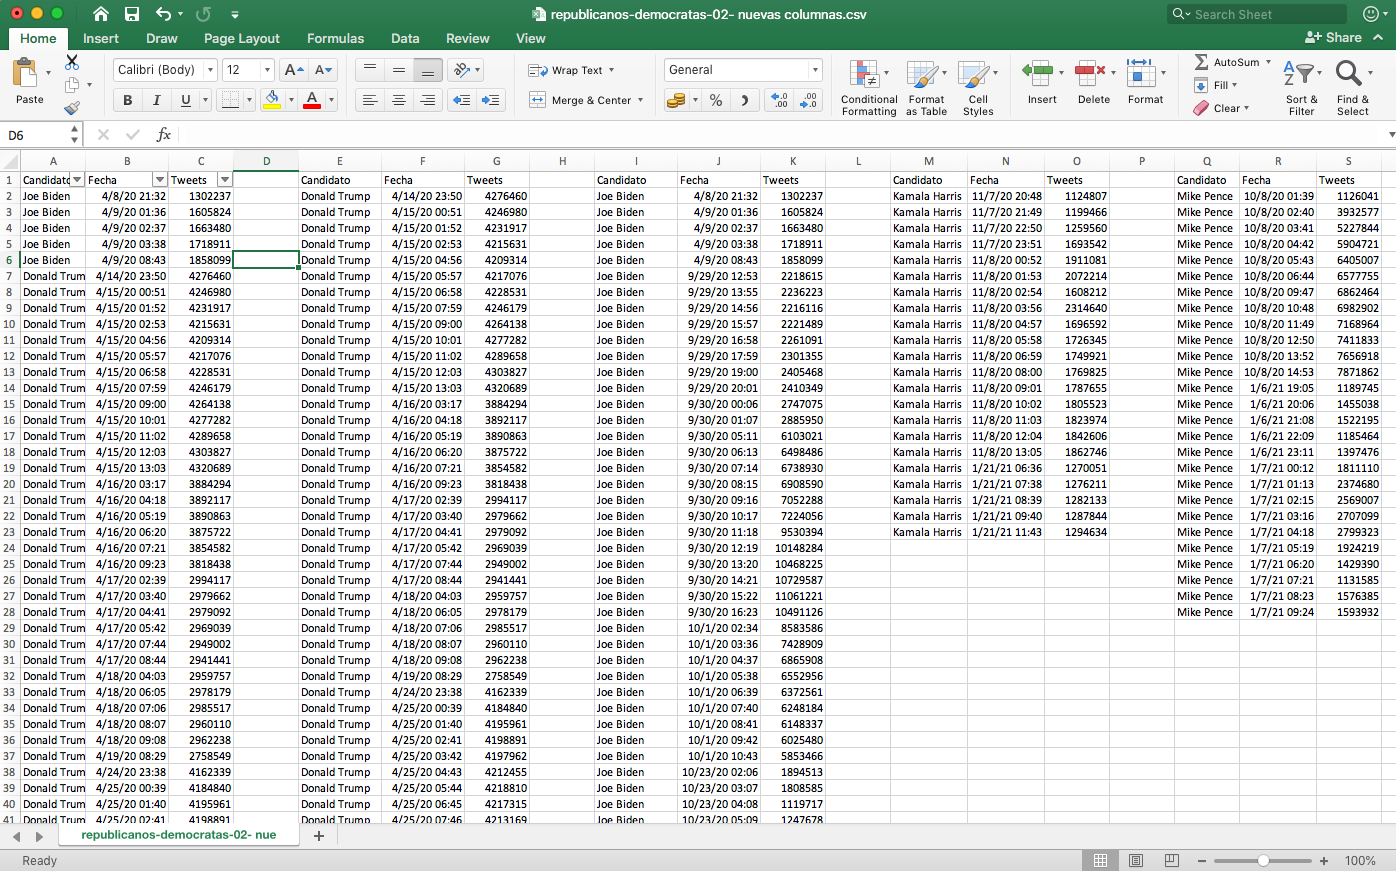 republicanos-democratas-02- nuevas columnas.csv
Search Sheet
Home Insert Draw Page Layout Formulas Data Review View
Share
Paste
Calibri (Body) 12
A A
B I U A
Wrap Text
Merge & Center
General
%
Conditional Formatting
Format as Table
Cell Styles
Insert Delete Format
AutoSum
Fill
Clear
Sort & Filter
Find & Select
D6 fx
A B C D E F G H I J K L M N O P Q R S
1 Candidato Fecha Tweets Candidato Fecha Tweets Candidato Fecha Tweets Candidato Fecha Tweets Candidato Fecha Tweets
2 Joe Biden 4/8/20 21:32 1302237 Donald Trump 4/14/20 23:50 4276460 Joe Biden 4/8/20 21:32 1302237 Kamala Harris 11/7/20 20:48 1124807 Mike Pence 10/8/20 01:39 1126041
3 Joe Biden 4/9/20 01:36 1605824 Donald Trump 4/15/20 00:51 4246980 Joe Biden 4/9/20 01:36 1605824 Kamala Harris 11/7/20 21:49 1199466 Mike Pence 10/8/20 02:40 3932577
4 Joe Biden 4/9/20 02:37 1663480 Donald Trump 4/15/20 01:52 4231917 Joe Biden 4/9/20 02:37 1663480 Kamala Harris 11/7/20 22:50 1259560 Mike Pence 10/8/20 03:41 5227844
5 Joe Biden 4/9/20 03:38 1718911 Donald Trump 4/15/20 02:53 4215631 Joe Biden 4/9/20 03:38 1718911 Kamala Harris 11/7/20 23:51 1693542 Mike Pence 10/8/20 04:42 5904721
6 Joe Biden 4/9/20 08:43 1858099 Donald Trump 4/15/20 04:56 4209314 Joe Biden 4/9/20 08:43 1858099 Kamala Harris 11/8/20 00:52 1911081 Mike Pence 10/8/20 05:43 6405007
7 Donald Trum 4/14/20 23:50 4276460 Donald Trump 4/15/20 05:57 4217076 Joe Biden 9/29/20 12:53 2218615 Kamala Harris 11/8/20 01:53 2072214 Mike Pence 10/8/20 06:44 6577755
8 Donald Trum 4/15/20 00:51 4246980 Donald Trump 4/15/20 06:58 4228531 Joe Biden 9/29/20 13:55 2236223 Kamala Harris 11/8/20 02:54 1608212 Mike Pence 10/8/20 09:47 6862464
9 Donald Trum 4/15/20 01:52 4231917 Donald Trump 4/15/20 07:59 4246179 Joe Biden 9/29/20 14:56 2216116 Kamala Harris 11/8/20 03:56 2314640 Mike Pence 10/8/20 10:48 6982902
10 Donald Trum 4/15/20 02:53 4215631 Donald Trump 4/15/20 09:00 4264138 Joe Biden 9/29/20 15:57 2221489 Kamala Harris 11/8/20 04:57 1696592 Mike Pence 10/8/20 11:49 7168964
11 Donald Trum 4/15/20 04:56 4209314 Donald Trump 4/15/20 10:01 4277282 Joe Biden 9/29/20 16:58 2261091 Kamala Harris 11/8/20 05:58 1726345 Mike Pence 10/8/20 12:50 7411833
12 Donald Trum 4/15/20 05:57 4217076 Donald Trump 4/15/20 11:02 4289658 Joe Biden 9/29/20 17:59 2301355 Kamala Harris 11/8/20 06:59 1749921 Mike Pence 10/8/20 13:52 7656918
13 Donald Trum 4/15/20 06:58 4228531 Donald Trump 4/15/20 12:03 4303827 Joe Biden 9/29/20 19:00 2405468 Kamala Harris 11/8/20 08:00 1769825 Mike Pence 10/8/20 14:53 7871862
14 Donald Trum 4/15/20 07:59 4246179 Donald Trump 4/15/20 13:03 4320689 Joe Biden 9/29/20 20:01 2410349 Kamala Harris 11/8/20 09:01 1787655 Mike Pence 1/6/21 19:05 1189745
15 Donald Trum 4/15/20 09:00 4264138 Donald Trump 4/16/20 03:17 3884294 Joe Biden 9/30/20 00:06 2747075 Kamala Harris 11/8/20 10:02 1805523 Mike Pence 1/6/21 20:06 1455038
16 Donald Trum 4/15/20 10:01 4277282 Donald Trump 4/16/20 04:18 3892117 Joe Biden 9/30/20 01:07 2885950 Kamala Harris 11/8/20 11:03 1823974 Mike Pence 1/6/21 21:08 1522195
17 Donald Trum 4/15/20 11:02 4289658 Donald Trump 4/16/20 05:19 3890863 Joe Biden 9/30/20 05:11 6103021 Kamala Harris 11/8/20 12:04 1842606 Mike Pence 1/6/21 22:09 1185464
18 Donald Trum 4/15/20 12:03 4303827 Donald Trump 4/16/20 06:20 3875722 Joe Biden 9/30/20 06:13 6498486 Kamala Harris 11/8/20 13:05 1862746 Mike Pence 1/6/21 23:11 1397476
19 Donald Trum 4/15/20 13:03 4320689 Donald Trump 4/16/20 07:21 3854582 Joe Biden 9/30/20 07:14 6738930 Kamala Harris 1/21/21 06:36 1270051 Mike Pence 1/7/21 00:12 1811110
20 Donald Trum 4/16/20 03:17 3884294 Donald Trump 4/16/20 09:23 3818438 Joe Biden 9/30/20 08:15 6908590 Kamala Harris 1/21/21 07:38 1276211 Mike Pence 1/7/21 01:13 2374680
21 Donald Trum 4/16/20 04:18 3892117 Donald Trump 4/17/20 02:39 2994117 Joe Biden 9/30/20 09:16 7052288 Kamala Harris 1/21/21 08:39 1282133 Mike Pence 1/7/21 02:15 2569007
22 Donald Trum 4/16/20 05:19 3890863 Donald Trump 4/17/20 03:40 2979662 Joe Biden 9/30/20 10:17 7224056 Kamala Harris 1/21/21 09:40 1287844 Mike Pence 1/7/21 03:16 2707099
23 Donald Trum 4/16/20 06:20 3875722 Donald Trump 4/17/20 04:41 2979092 Joe Biden 9/30/20 11:18 9530394 Kamala Harris 1/21/21 11:43 1294634 Mike Pence 1/7/21 04:18 2799323
24 Donald Trum 4/16/20 07:21 3854582 Donald Trump 4/17/20 05:42 2969039 Joe Biden 9/30/20 12:19 10148284 Mike Pence 1/7/21 05:19 1924219
25 Donald Trum 4/16/20 09:23 3818438 Donald Trump 4/17/20 07:44 2949002 Joe Biden 9/30/20 13:20 10468225 Mike Pence 1/7/21 06:20 1429390
26 Donald Trum 4/17/20 02:39 2994117 Donald Trump 4/17/20 08:44 2941441 Joe Biden 9/30/20 14:21 10729587 Mike Pence 1/7/21 07:21 1131585
27 Donald Trum 4/17/20 03:40 2979662 Donald Trump 4/18/20 04:03 2959757 Joe Biden 9/30/20 15:22 11061221 Mike Pence 1/7/21 08:23 1576385
28 Donald Trum 4/17/20 04:41 2979092 Donald Trump 4/18/20 06:05 2978179 Joe Biden 9/30/20 16:23 10491126 Mike Pence 1/7/21 09:24 1593932
29 Donald Trum 4/17/20 05:42 2969039 Donald Trump 4/18/20 07:06 2985517 Joe Biden 10/1/20 02:34 8583586
30 Donald Trum 4/17/20 07:44 2949002 Donald Trump 4/18/20 08:07 2960110 Joe Biden 10/1/20 03:36 7428909
31 Donald Trum 4/17/20 08:44 2941441 Donald Trump 4/18/20 09:08 2962238 Joe Biden 10/1/20 04:37 6865908
32 Donald Trum 4/18/20 04:03 2959757 Donald Trump 4/19/20 08:29 2758549 Joe Biden 10/1/20 05:38 6552956
33 Donald Trum 4/18/20 06:05 2978179 Donald Trump 4/24/20 23:38 4162339 Joe Biden 10/1/20 06:39 6372561
34 Donald Trum 4/18/20 07:06 2985517 Donald Trump 4/25/20 00:39 4184840 Joe Biden 10/1/20 07:40 6248184
35 Donald Trum 4/18/20 08:07 2960110 Donald Trump 4/25/20 01:40 4195961 Joe Biden 10/1/20 08:41 6148337
36 Donald Trum 4/18/20 09:08 2962238 Donald Trump 4/25/20 02:41 4198891 Joe Biden 10/1/20 09:42 6025480
37 Donald Trum 4/19/20 08:29 2758549 Donald Trump 4/25/20 03:42 4197962 Joe Biden 10/1/20 10:43 5853466
38 Donald Trum 4/24/20 23:38 4162339 Donald Trump 4/25/20 04:43 4212455 Joe Biden 10/23/20 02:06 1894513
39 Donald Trum 4/25/20 00:39 4184840 Donald Trump 4/25/20 05:44 4218810 Joe Biden 10/23/20 03:07 1808585
40 Donald Trum 4/25/20 01:40 4195961 Donald Trump 4/25/20 06:45 4217315 Joe Biden 10/23/20 04:08 1119717
41 Donald Trum 4/25/20 02:41 4198891 Donald Trump 4/25/20 07:46 4213169 Joe Biden 10/23/20 05:09 1247678
republicanos-democratas-02- nue +
Ready
100%